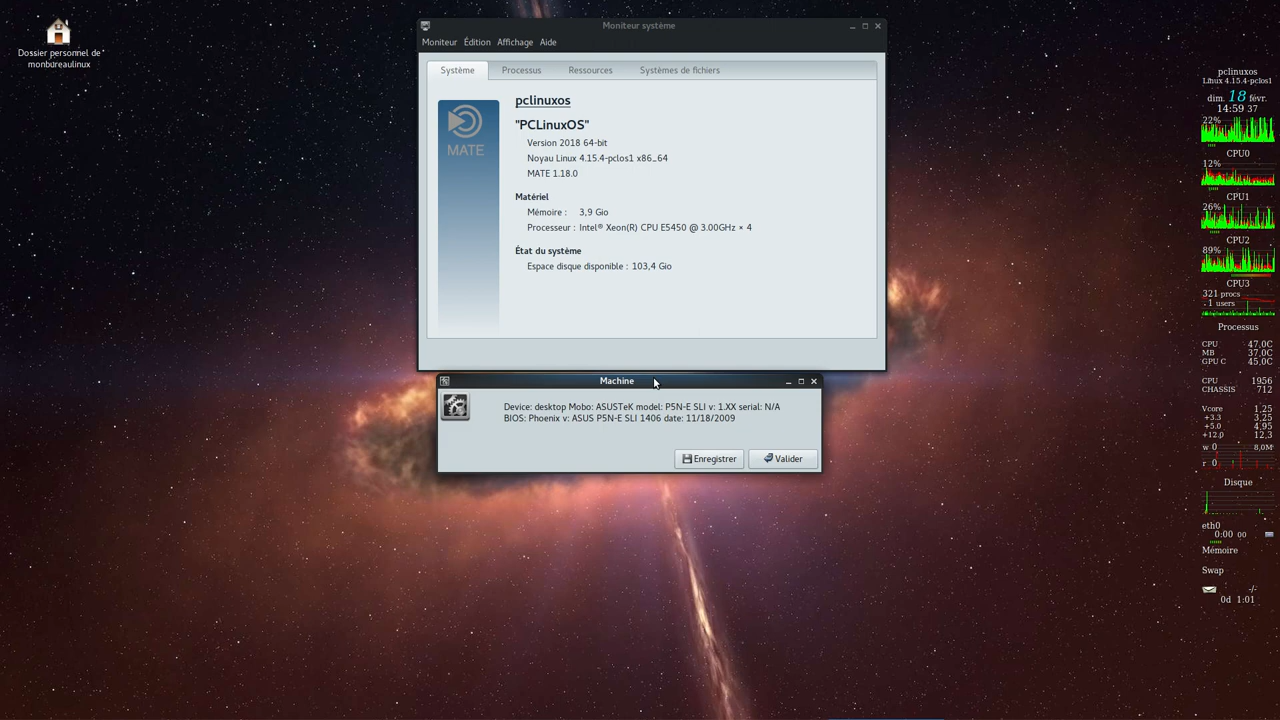 Dossier personnel de
monbureaulinux
Moniteur système
Moniteur Édition Affichage Aide
Système Processus Ressources Systèmes de fichiers
MATE
pclinuxos
"PCLinuxOS"
Version 2018 64-bit
Noyau Linux 4.15.4-pclos1 x86_64
MATE 1.18.0
Matériel
Mémoire : 3,9 Gio
Processeur : Intel® Xeon(R) CPU E5450 @ 3.00GHz × 4
État du système
Espace disque disponible : 103,4 Gio
Machine
Device: desktop Mobo: ASUSTeK model: P5N-E SLI v: 1.XX serial: N/A
BIOS: Phoenix v: ASUS P5N-E SLI 1406 date: 11/18/2009
Enregistrer Valider
pclinuxos
Linux 4.15.4-pclos1
dim. 18 févr.
14:59 37
22%
CPU0
12%
CPU1
26%
CPU2
89%
CPU3
321 procs
1 users
Processus
CPU 47.0C
MB 37.0C
GPU C 45,0C
CPU 1956
CHASSIS 712
Vcore 1,25
+3.3 3,25
+5.0 4,95
+12.0 12,3
w 0 8,0M
r 0
Disque
eth0
0:00 00
Mémoire
Swap
-/-
0d 1:01